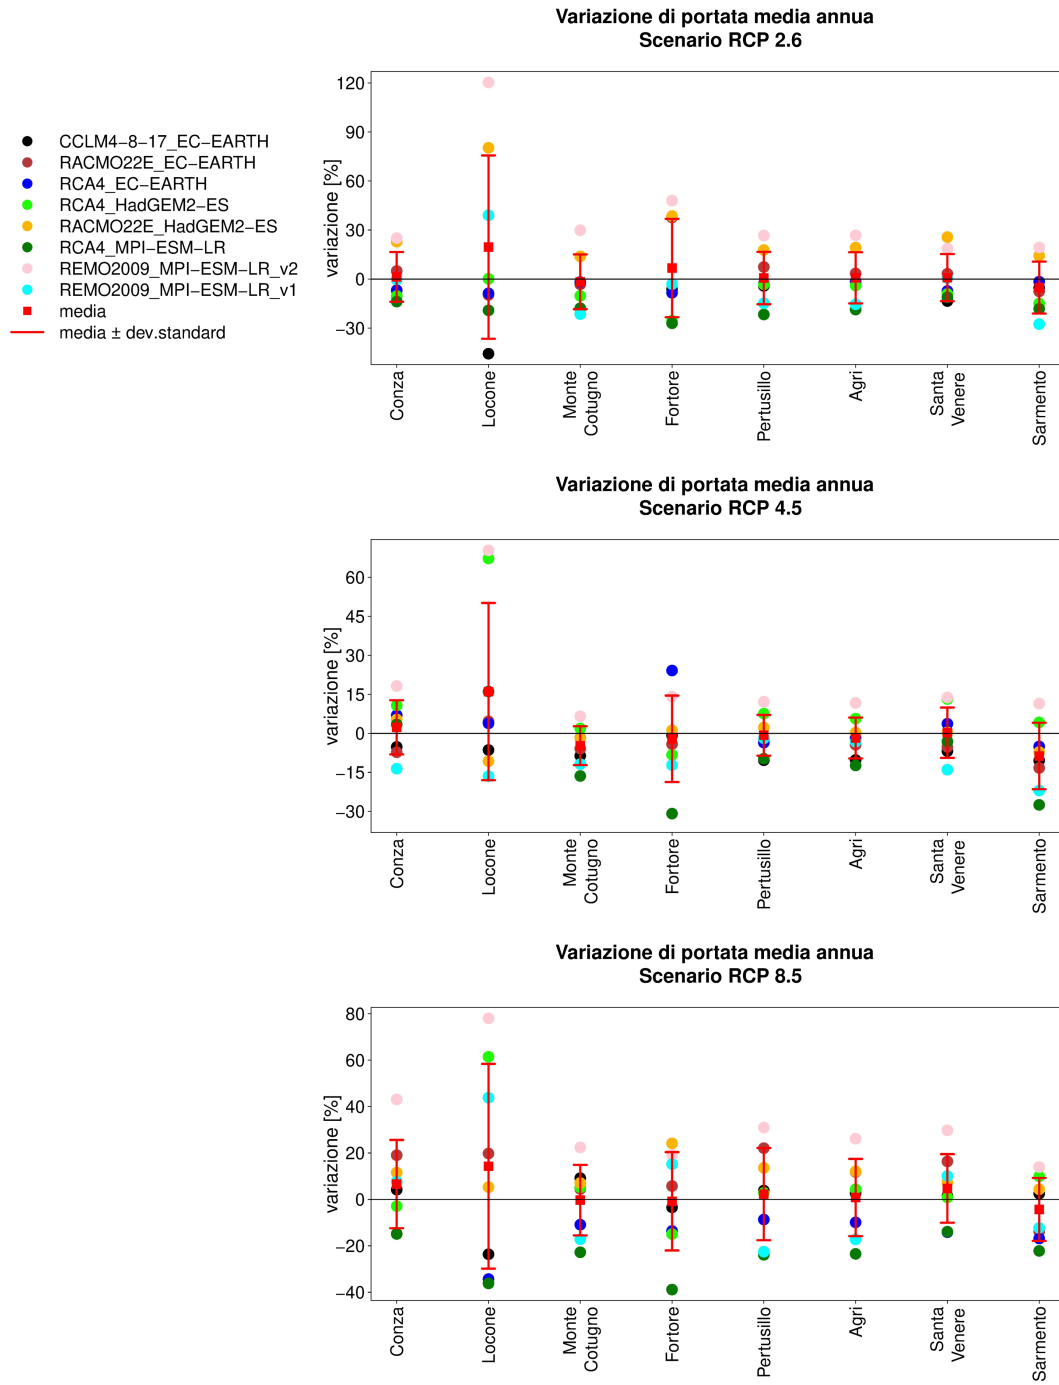 Variazione di portata media annua
Scenario RCP 2.6
CCLM4−8−17_EC−EARTH
RACMO22E_EC−EARTH
RCA4_EC−EARTH
RCA4_HadGEM2−ES
RACMO22E_HadGEM2−ES
RCA4_MPI−ESM−LR
REMO2009_MPI−ESM−LR_v2
REMO2009_MPI−ESM−LR_v1
media
media ± dev.standard
variazione [%]
120
90
60
30
0
−30
Conza
Locone
Monte
Cotugno
Fortore
Pertusillo
Agri
Santa
Venere
Sarmento
Variazione di portata media annua
Scenario RCP 4.5
variazione [%]
60
45
30
15
0
−15
−30
Conza
Locone
Monte
Cotugno
Fortore
Pertusillo
Agri
Santa
Venere
Sarmento
Variazione di portata media annua
Scenario RCP 8.5
variazione [%]
80
60
40
20
0
−20
−40
Conza
Locone
Monte
Cotugno
Fortore
Pertusillo
Agri
Santa
Venere
Sarmento